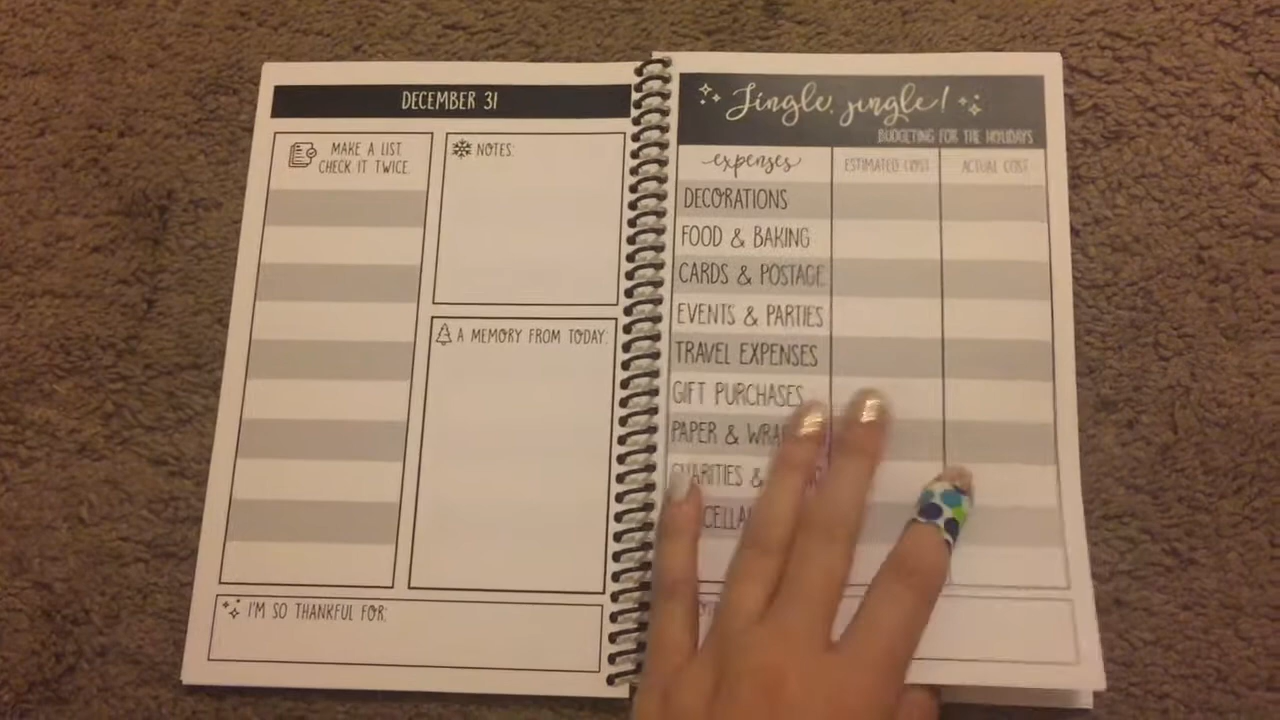 DECEMBER 31
MAKE A LIST
CHECK IT TWICE.
NOTES:
A MEMORY FROM TODAY:
I'M SO THANKFUL FOR:
Jingle, jingle!
BUDGETING FOR THE HOLIDAYS
expenses
ESTIMATED COST
ACTUAL COST
DECORATIONS
FOOD & BAKING
CARDS & POSTAGE
EVENTS & PARTIES
TRAVEL EXPENSES
GIFT PURCHASES
PAPER &
CHARITIES &